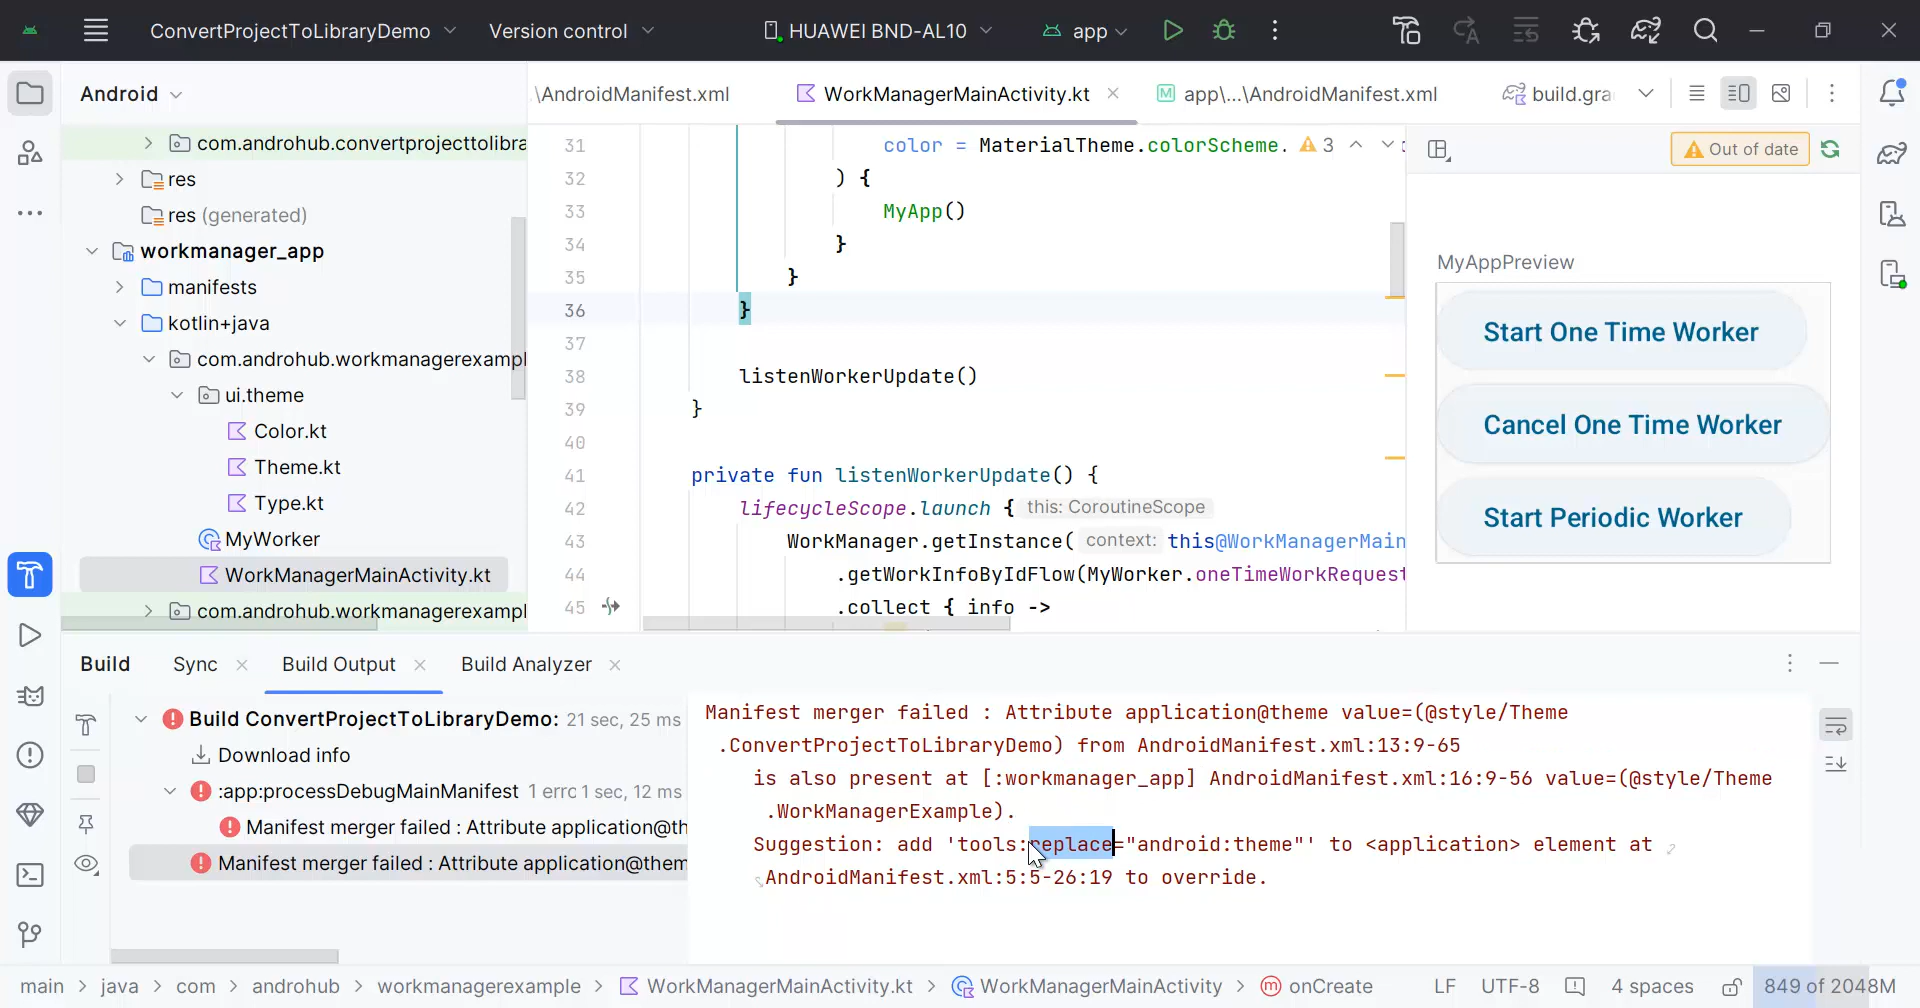 ConvertProjectToLibraryDemo Version control HUAWEI BND-AL10 app
Android
com.androhub.convertprojecttolibra
res
res (generated)
workmanager_app
manifests
kotlin+java
com.androhub.workmanagerexampl
ui.theme
Color.kt
Theme.kt
Type.kt
MyWorker
WorkManagerMainActivity.kt
com.androhub.workmanagerexampl
\AndroidManifest.xml WorkManagerMainActivity.kt app\...\AndroidManifest.xml build.gra
31 color = MaterialTheme.colorScheme. 3
32 ) {
33 MyApp()
34 }
35 }
36 }
37
38 listenWorkerUpdate()
39 }
40
41 private fun listenWorkerUpdate() {
42 lifecycleScope.launch { this: CoroutineScope
43 WorkManager.getInstance( context: this@WorkManagerMain
44 .getWorkInfoByIdFlow(MyWorker.oneTimeWorkRequest
45 .collect { info ->
Out of date
MyAppPreview
Start One Time Worker
Cancel One Time Worker
Start Periodic Worker
Build Sync Build Output Build Analyzer
Build ConvertProjectToLibraryDemo: 21 sec, 25 ms
Download info
:app:processDebugMainManifest 1 errc 1 sec, 12 ms
Manifest merger failed : Attribute application@th
Manifest merger failed : Attribute application@them
Manifest merger failed : Attribute application@theme value=(@style/Theme
.ConvertProjectToLibraryDemo) from AndroidManifest.xml:13:9-65
is also present at [:workmanager_app] AndroidManifest.xml:16:9-56 value=(@style/Theme
.WorkManagerExample).
Suggestion: add 'tools:replace="android:theme"' to <application> element at
AndroidManifest.xml:5:5-26:19 to override.
main > java > com > androhub > workmanagerexample > WorkManagerMainActivity.kt > WorkManagerMainActivity > onCreate LF UTF-8 4 spaces 849 of 2048M